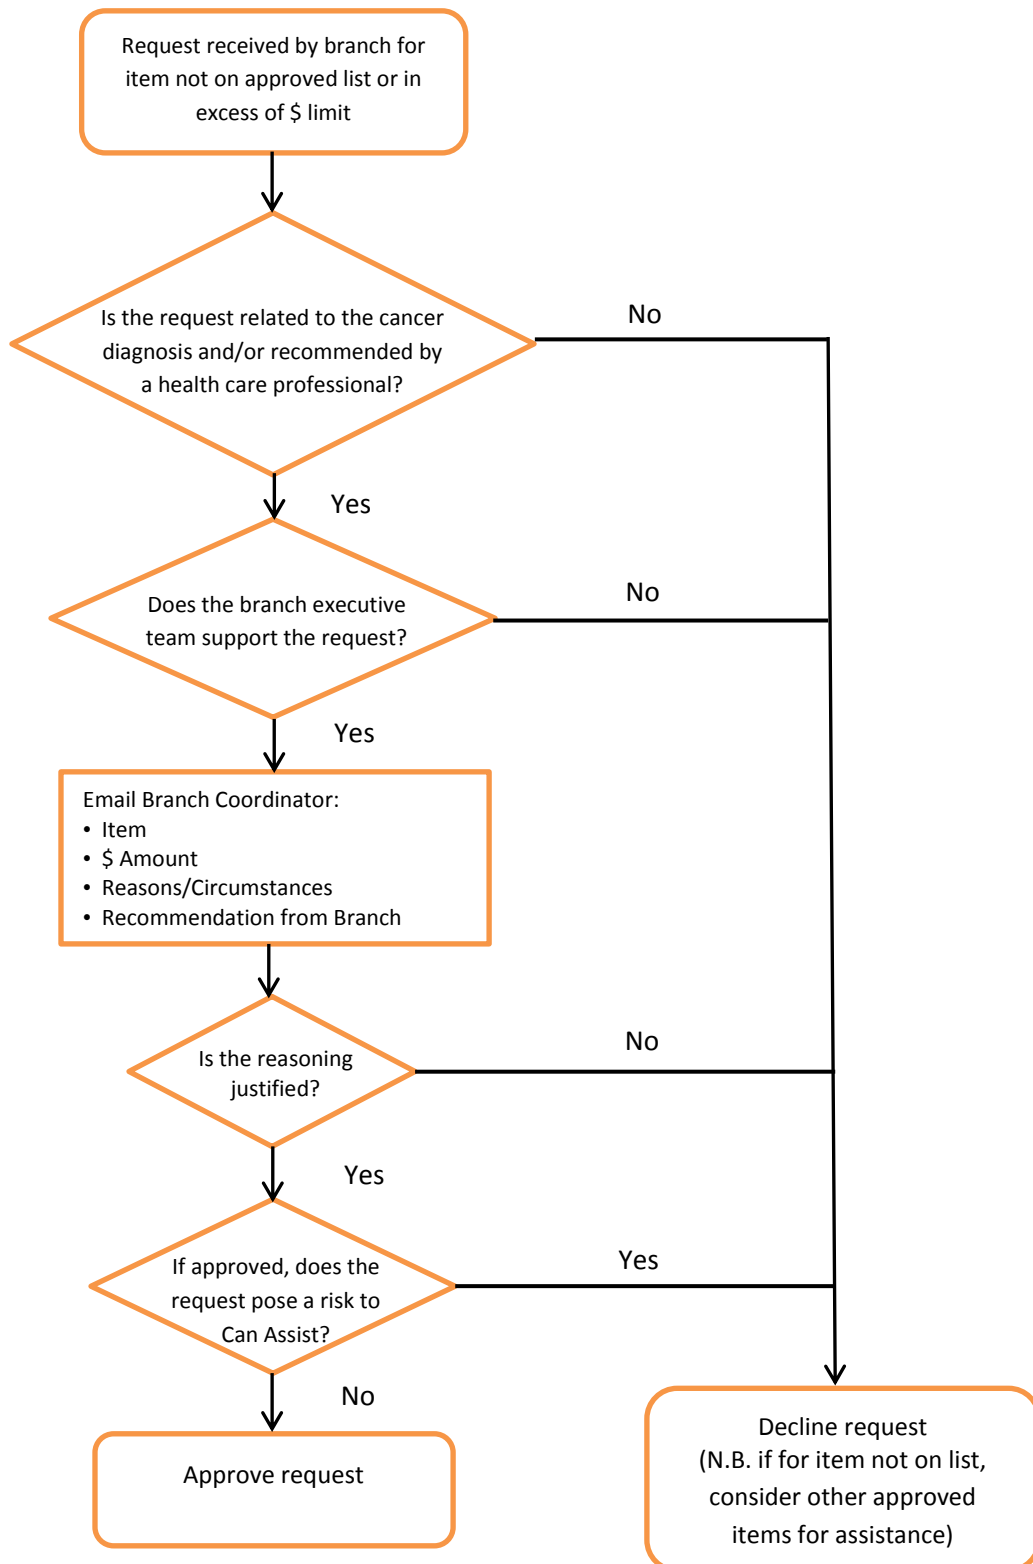 Request received by branch for
item not on approved list or in
excess of $ limit
No
Is the request related to the cancer
diagnosis and/or recommended by
a health care professional?
Yes
No
Does the branch executive
team support the request?
Yes
Email Branch Coordinator:
• Item
• $ Amount
• Reasons/Circumstances
• Recommendation from Branch
No
Is the reasoning
justified?
Yes
Yes
If approved, does the
request pose a risk to
Can Assist?
No
Approve request
Decline request
(N.B. if for item not on list,
consider other approved
items for assistance)